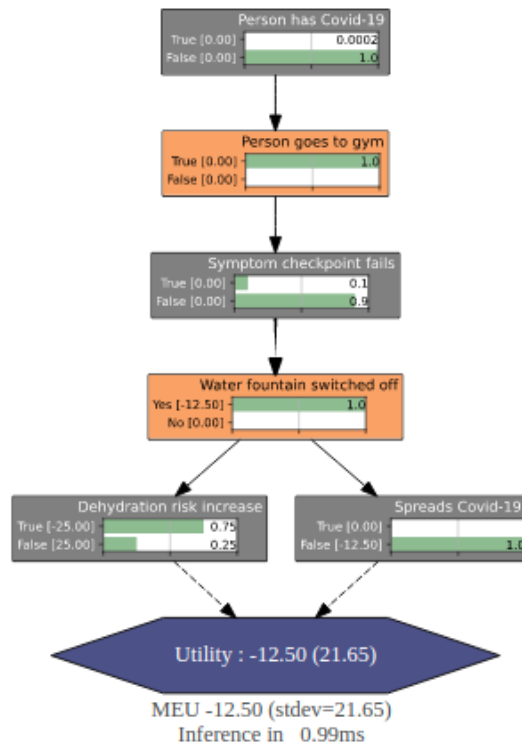 Person has Covid-19
True [0.00] 0.0002
False [0.00] 1.0
Person goes to gym
True [0.00] 1.0
False [0.00]
Symptom checkpoint fails
True [0.00] 0.1
False [0.00] 0.9
Water fountain switched off
Yes [-12.50] 1.0
No [0.00]
Dehydration risk increase
True [-25.00] 0.75
False [25.00] 0.25
Spreads Covid-19
True [0.00]
False [-12.50] 1.0
Utility : -12.50 (21.65)
MEU -12.50 (stdev=21.65)
Inference in 0.99ms